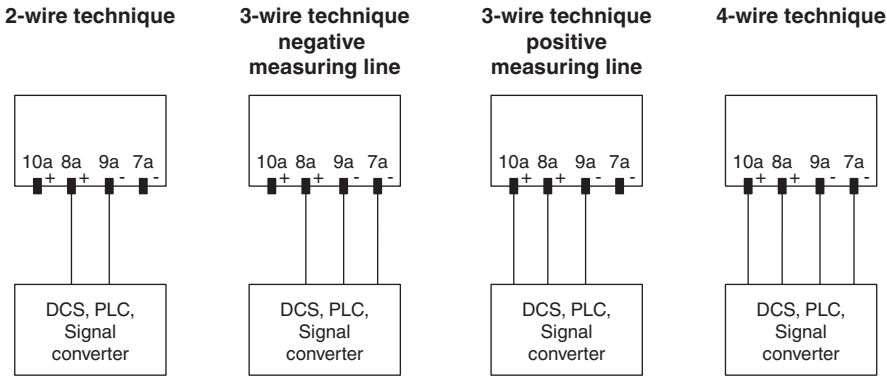 2-wire technique
3-wire technique
negative
measuring line
3-wire technique
positive
measuring line
4-wire technique
10a 8a 9a 7a
+ + - -
10a 8a 9a 7a
+ + - -
10a 8a 9a 7a
+ + - -
10a 8a 9a 7a
+ + - -
DCS, PLC,
Signal
converter
DCS, PLC,
Signal
converter
DCS, PLC,
Signal
converter
DCS, PLC,
Signal
converter